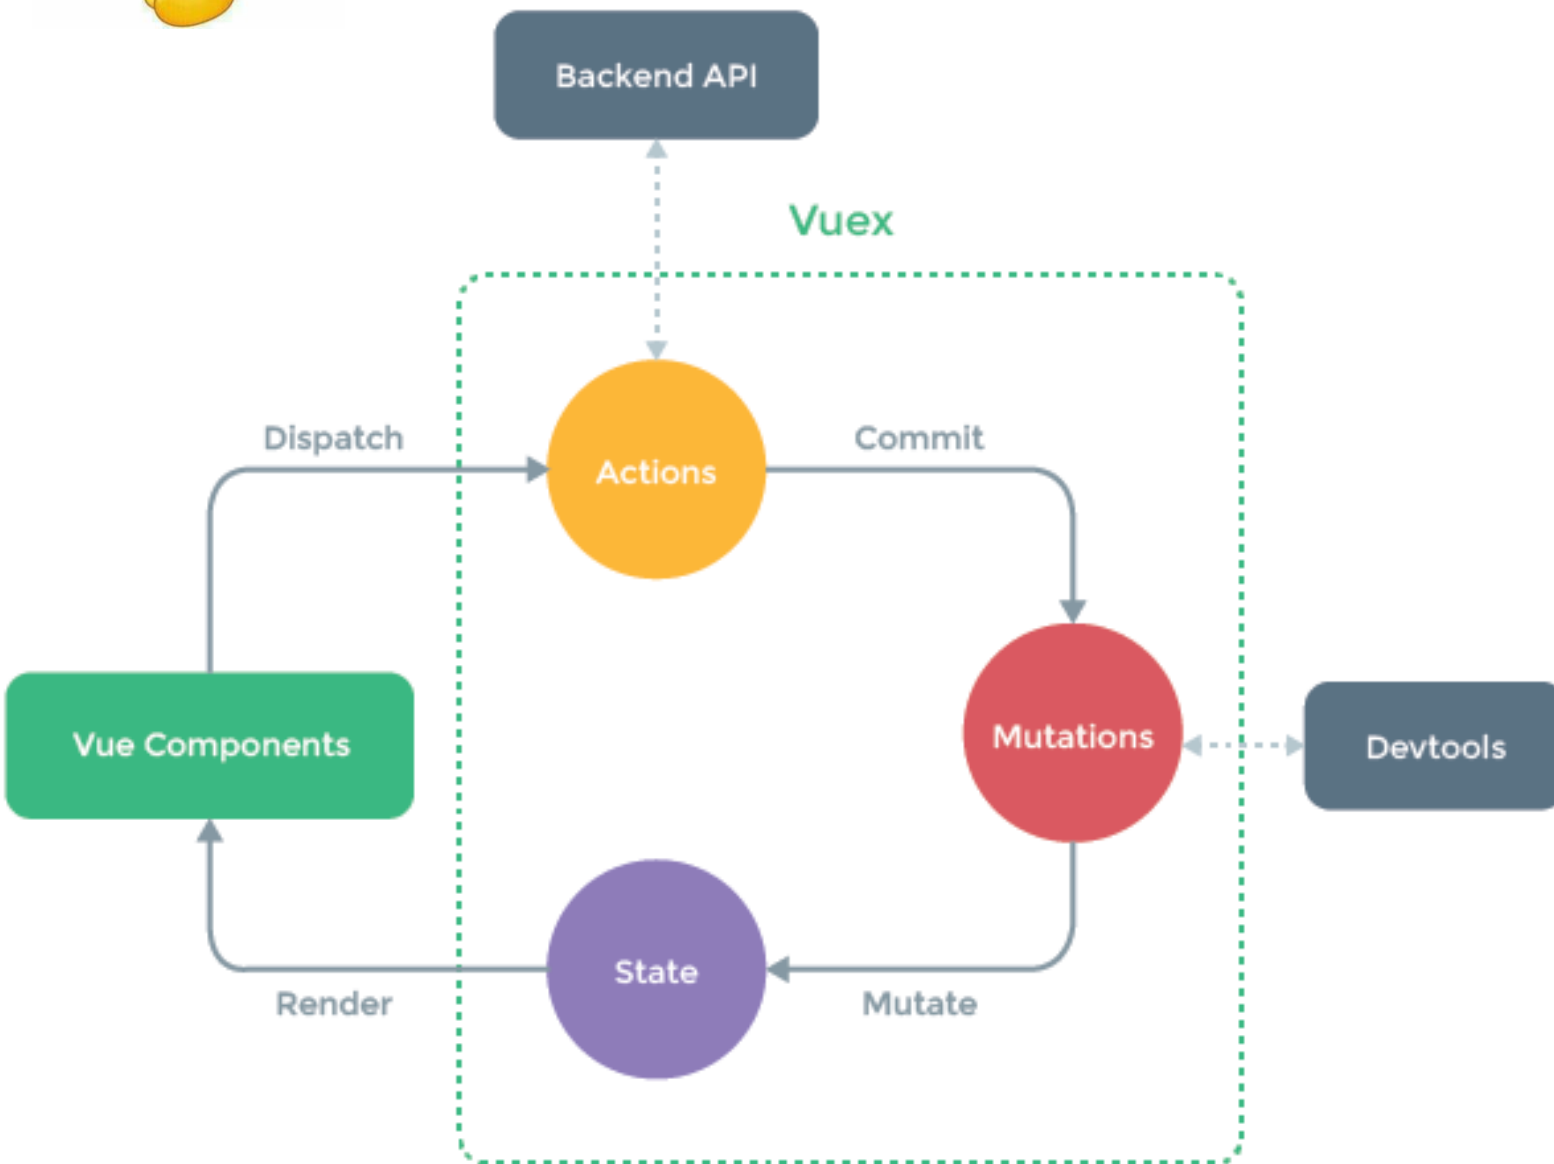 Backend API
Vuex
Dispatch
Commit
Actions
Vue Components
Mutations
Devtools
State
Render
Mutate